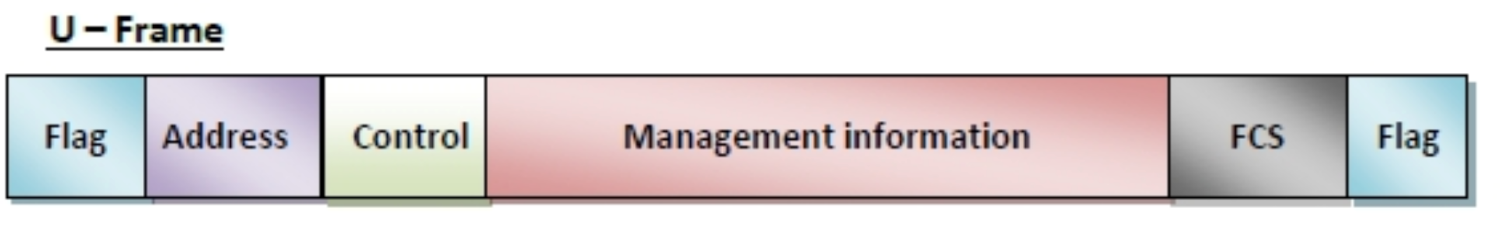 U – Frame
Flag Address Control Management information FCS Flag